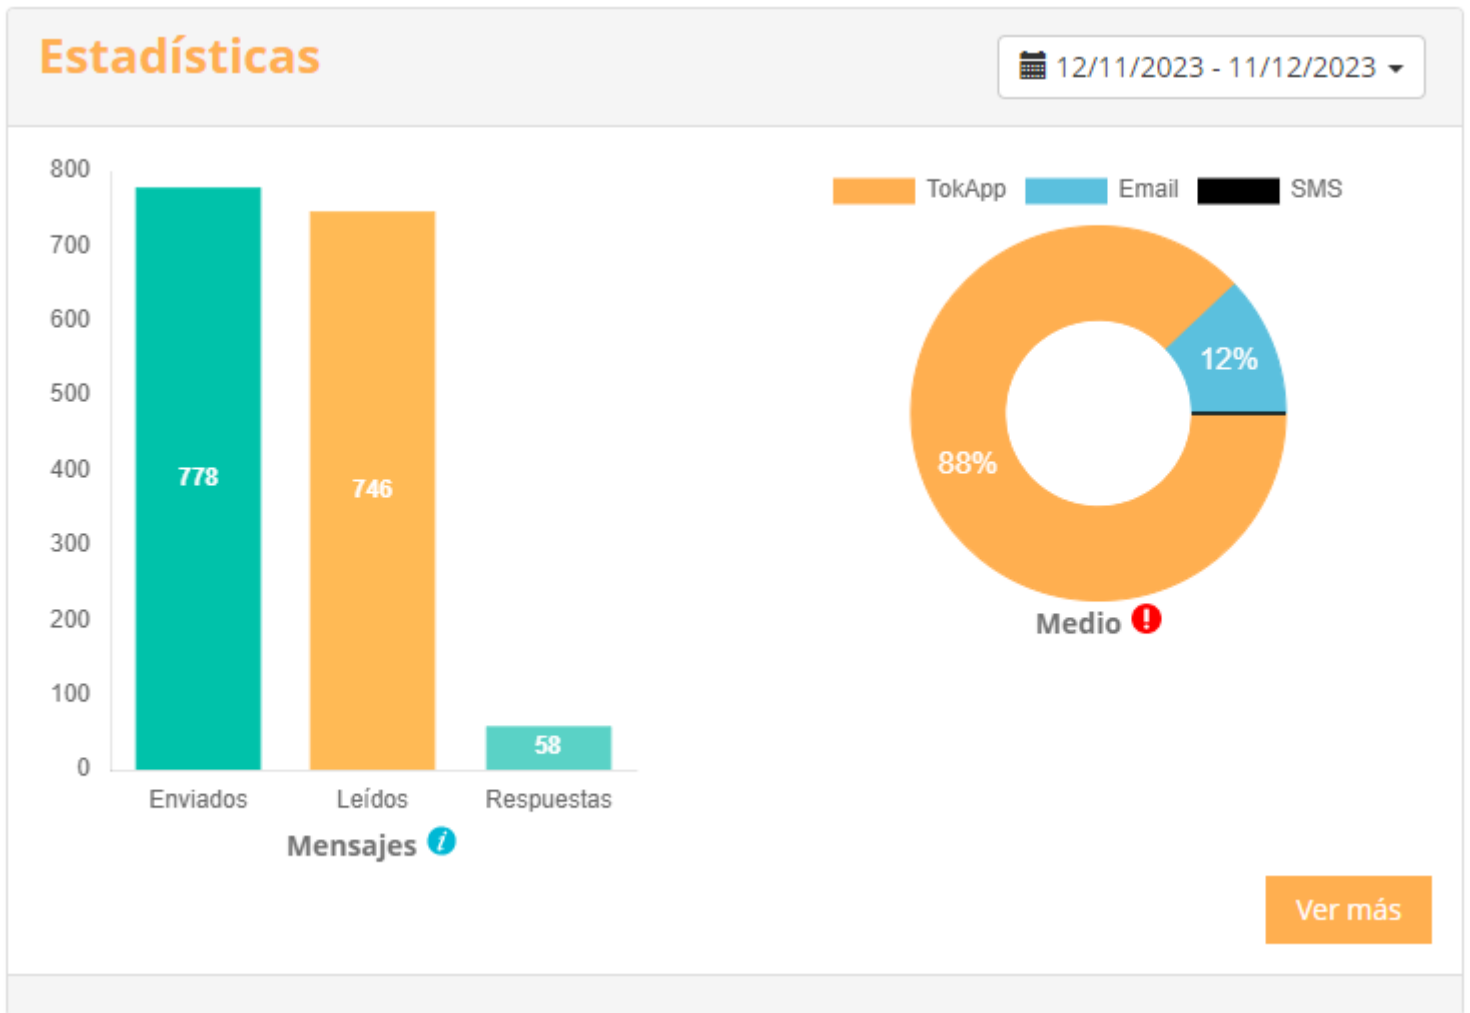 Estadísticas
12/11/2023 - 11/12/2023
800
700
600
500
400
300
200
100
0
778
746
58
Enviados
Leídos
Respuestas
Mensajes i
TokApp
Email
SMS
12%
88%
Medio !
Ver más